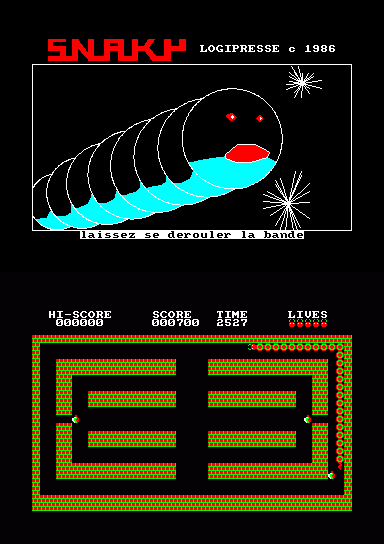 SNAKY LOGIPRESSE c 1986
laissez se derouler la bande
HI-SCORE SCORE TIME LIVES
000000 000700 2527